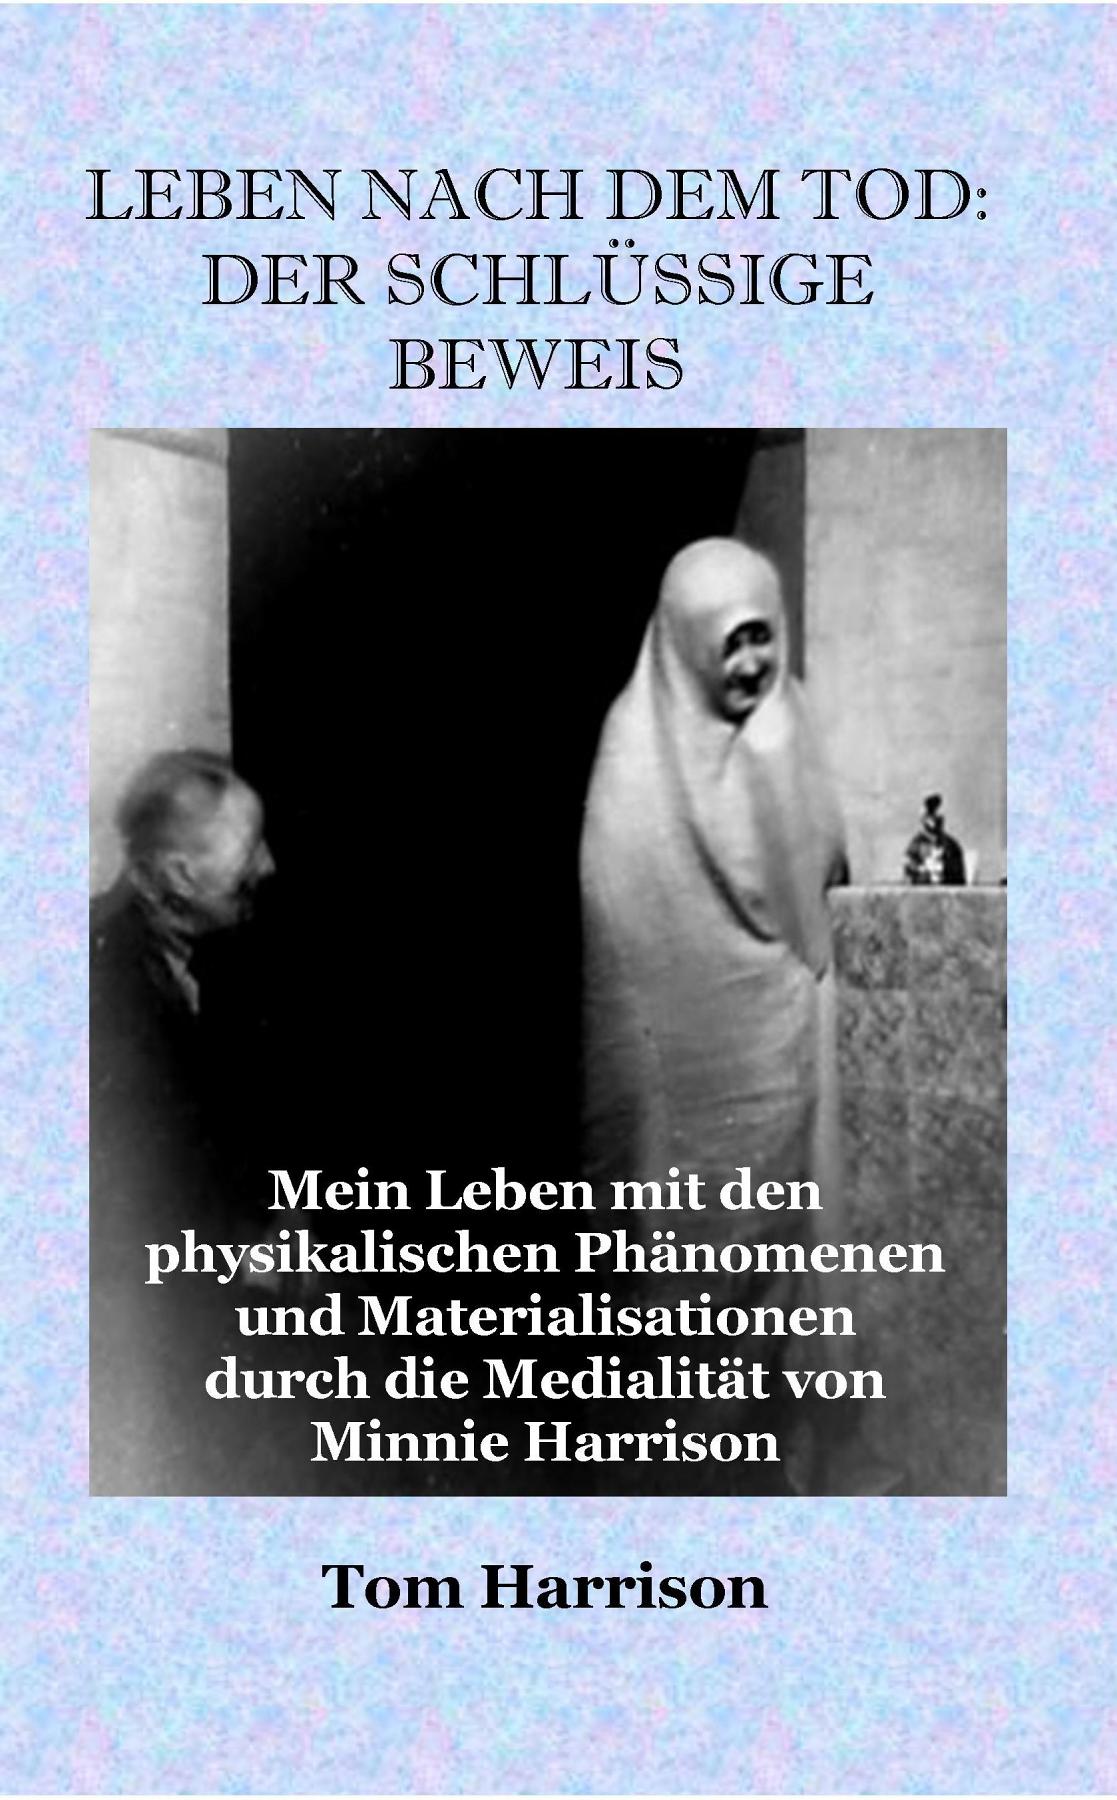 LEBEN NACH DEM TOD:
DER SCHLÜSSIGE
BEWEIS
Mein Leben mit den
physikalischen Phänomenen
und Materialisationen
durch die Medialität von
Minnie Harrison
Tom Harrison